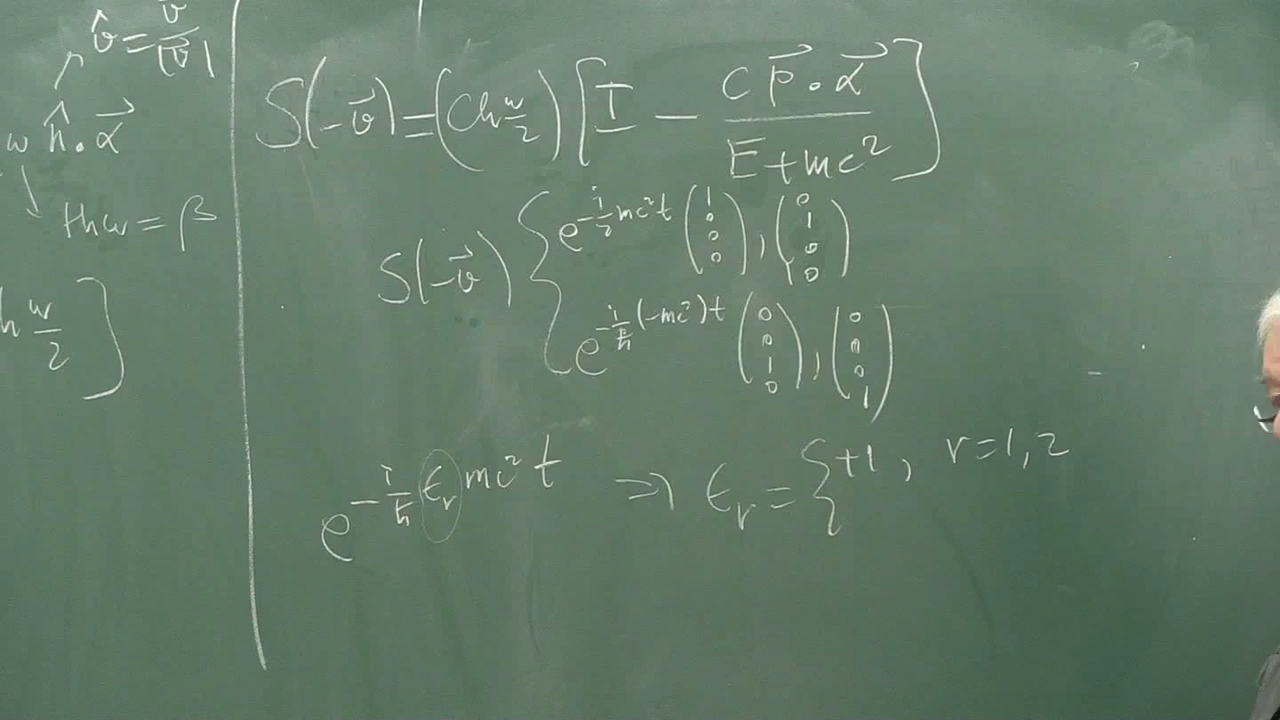 v̂ = v⃗/|v⃗|
w n̂·α⃗
thω = β
h w/2 ]
S(-v⃗) = (Ch w/2) [ I - c p⃗·α⃗ / E + mc² ]
S(-v⃗) { e^{-i/ħ mc²t} (1 0 0 0), (0 1 0 0)
e^{-i/ħ (-mc²)t} (0 0 1 0), (0 0 0 1)
e^{-i/ħ ϵ_r mc² t} ⇒ ϵ_r = { +1, r=1,2